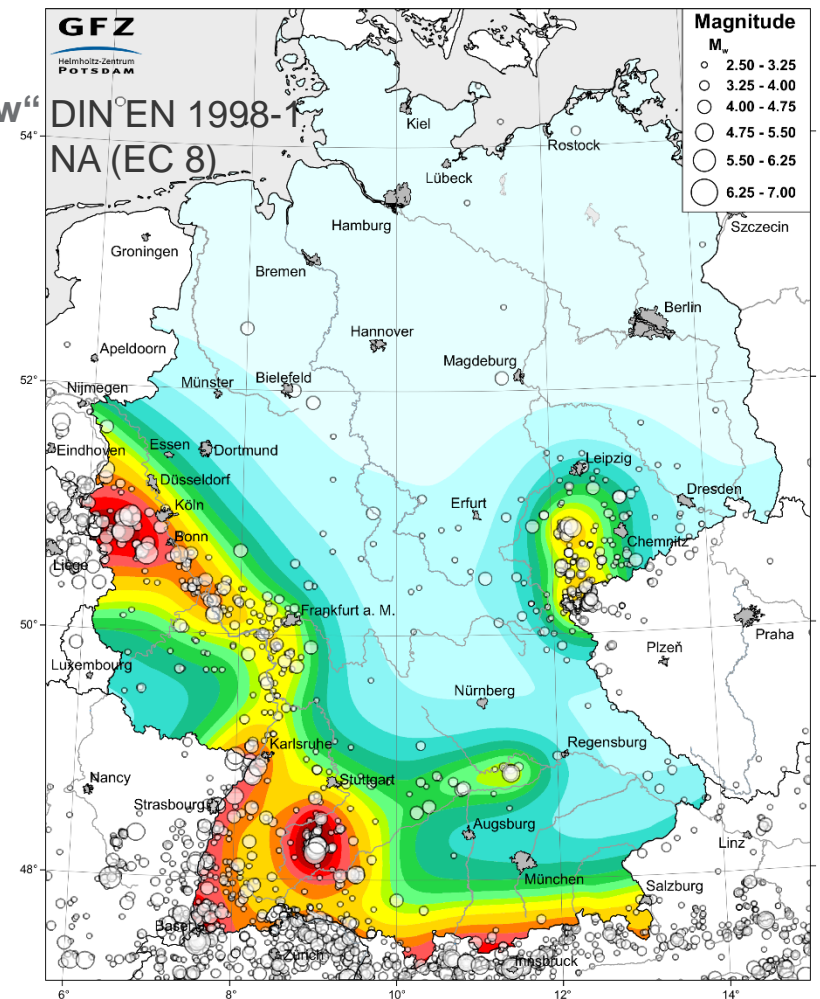 GFZ
Helmholtz-Zentrum
POTSDAM
w“ DIN EN 1998-1
NA (EC 8)
Magnitude
Mw
2.50 - 3.25
3.25 - 4.00
4.00 - 4.75
4.75 - 5.50
5.50 - 6.25
6.25 - 7.00
54°
Kiel
Rostock
Lübeck
Hamburg
Szczecin
Groningen
Bremen
Berlin
Hannover
Apeldoorn
Magdeburg
52°
Münster
Bielefeld
Nijmegen
Essen
Dortmund
Eindhoven
Leipzig
Düsseldorf
Dresden
Köln
Erfurt
Bonn
Chemnitz
Liege
Frankfurt a. M.
50°
Praha
Plzeň
Luxembourg
Nürnberg
Karlsruhe
Regensburg
Nancy
Stuttgart
Strasbourg
Augsburg
Linz
48°
München
Salzburg
Basel
Zürich
Innsbruck
6°
8°
10°
12°
14°